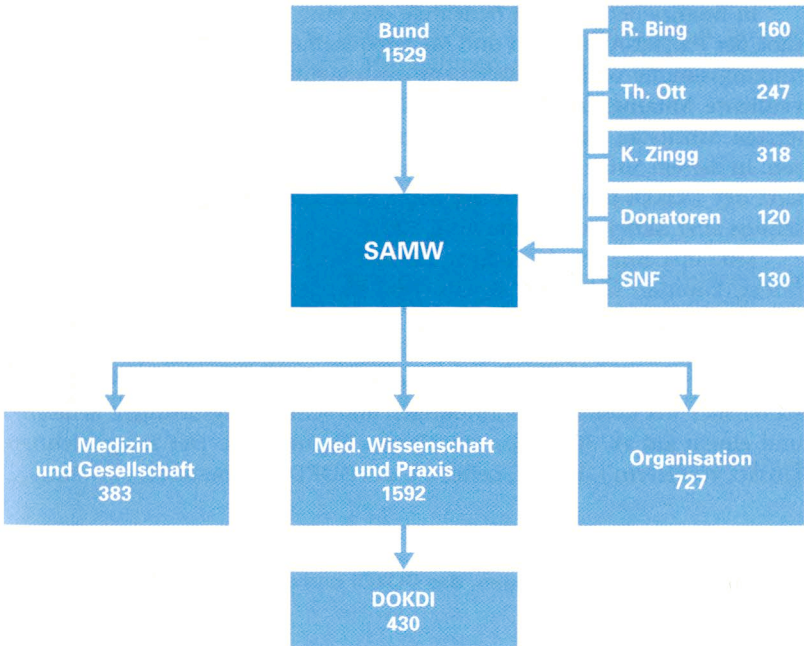 Bund
1529
R. Bing 160
Th. Ott 247
K. Zingg 318
Donatoren 120
SNF 130
SAMW
Medizin
und Gesellschaft
383
Med. Wissenschaft
und Praxis
1592
Organisation
727
DOKDI
430